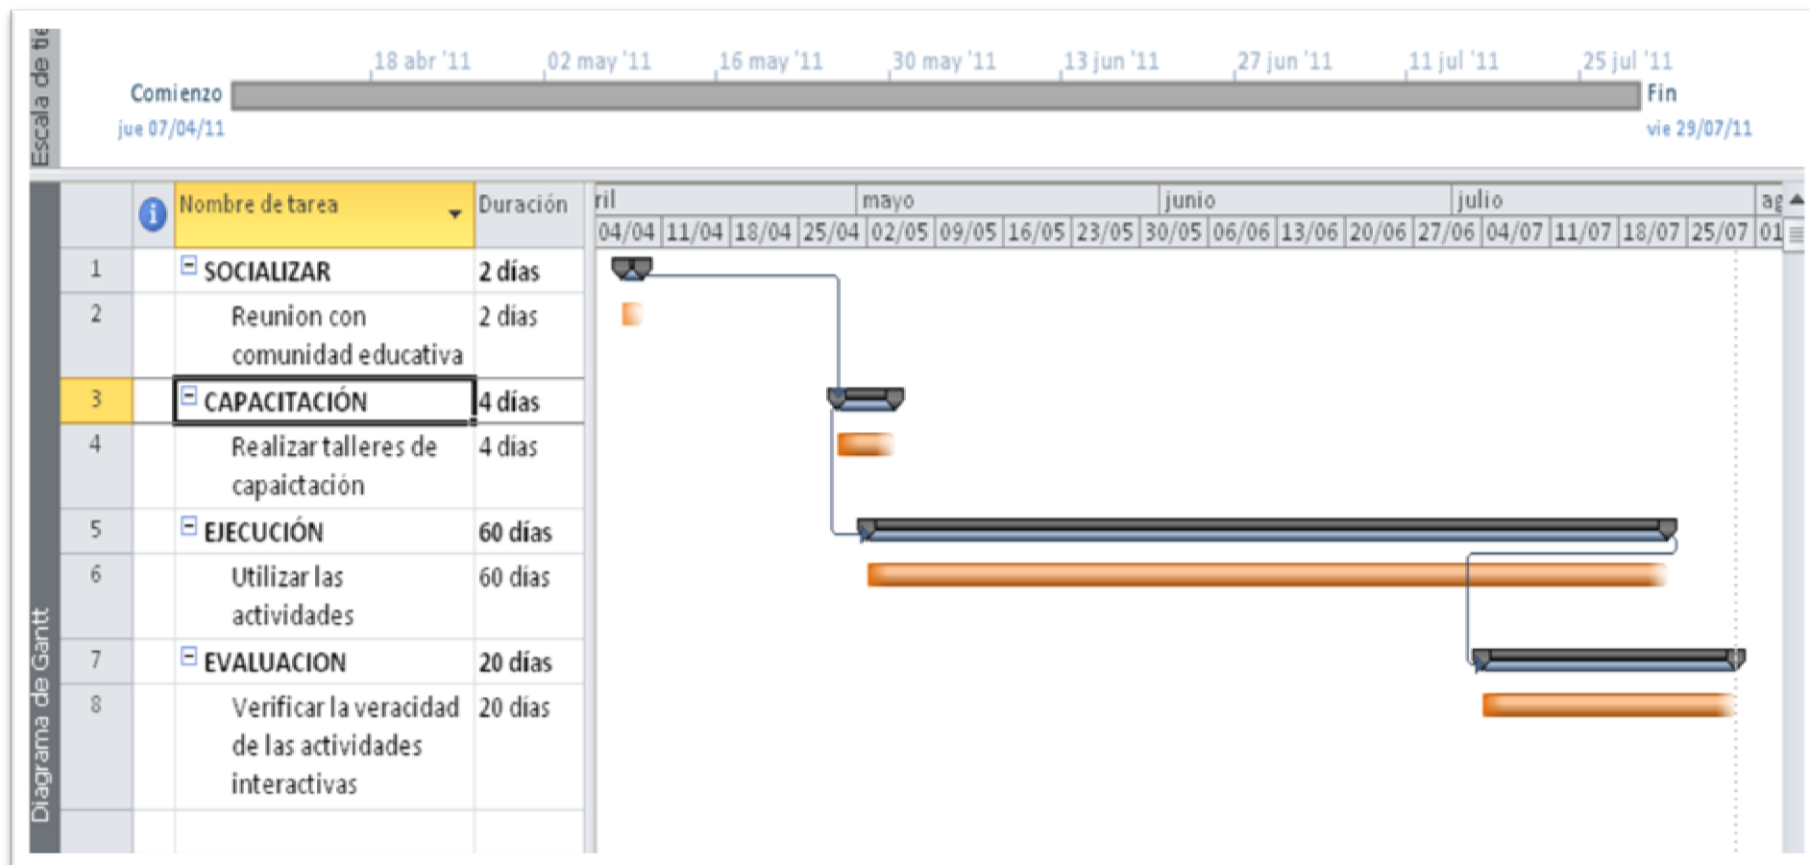 Escala de tie
18 abr '11 02 may '11 16 may '11 30 may '11 13 jun '11 27 jun '11 11 jul '11 25 jul '11
Comienzo Fin
jue 07/04/11 vie 29/07/11
Diagrama de Gantt
Nombre de tarea Duración ril mayo junio julio ag
04/04 11/04 18/04 25/04 02/05 09/05 16/05 23/05 30/05 06/06 13/06 20/06 27/06 04/07 11/07 18/07 25/07 01
1 SOCIALIZAR 2 días
2 Reunion con 2 días
comunidad educativa
3 CAPACITACIÓN 4 días
4 Realizar talleres de 4 días
capaictación
5 EJECUCIÓN 60 días
6 Utilizar las 60 días
actividades
7 EVALUACION 20 días
8 Verificar la veracidad 20 días
de las actividades
interactivas